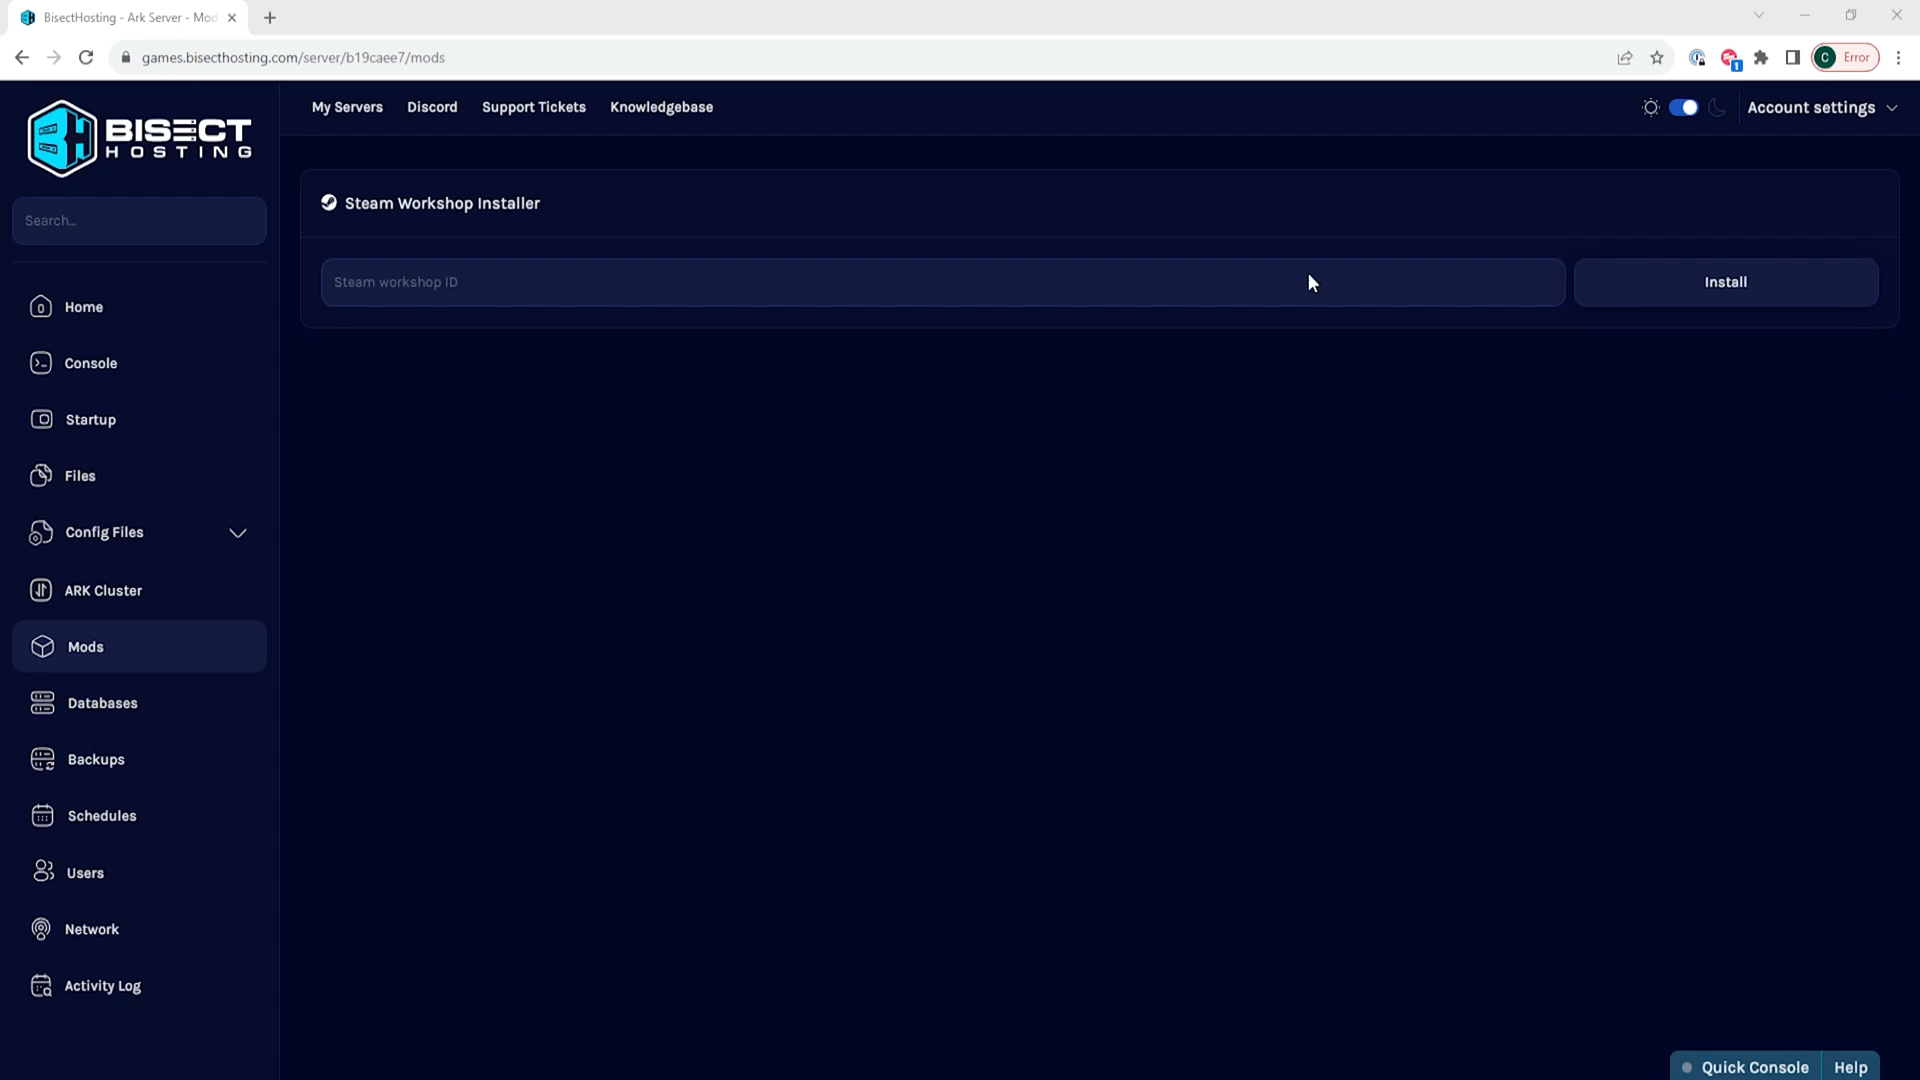 BisectHosting - Ark Server - Mod
games.bisecthosting.com/server/b19caee7/mods
1
C
Error
BISECT
HOSTING
My Servers
Discord
Support Tickets
Knowledgebase
Account settings
Search...
Steam Workshop Installer
Steam workshop ID
Install
Home
Console
Startup
Files
Config Files
ARK Cluster
Mods
Databases
Backups
Schedules
Users
Network
Activity Log
Quick Console
Help